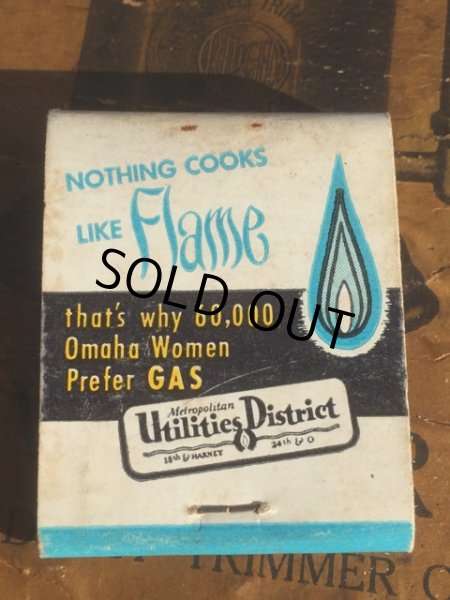 NOTHING COOKS
LIKE Flame
SOLD OUT
that's why 60,000
Omaha Women
Prefer GAS
Metropolitan
Utilities District
18th & HARNEY 24th & O
TRIMMER